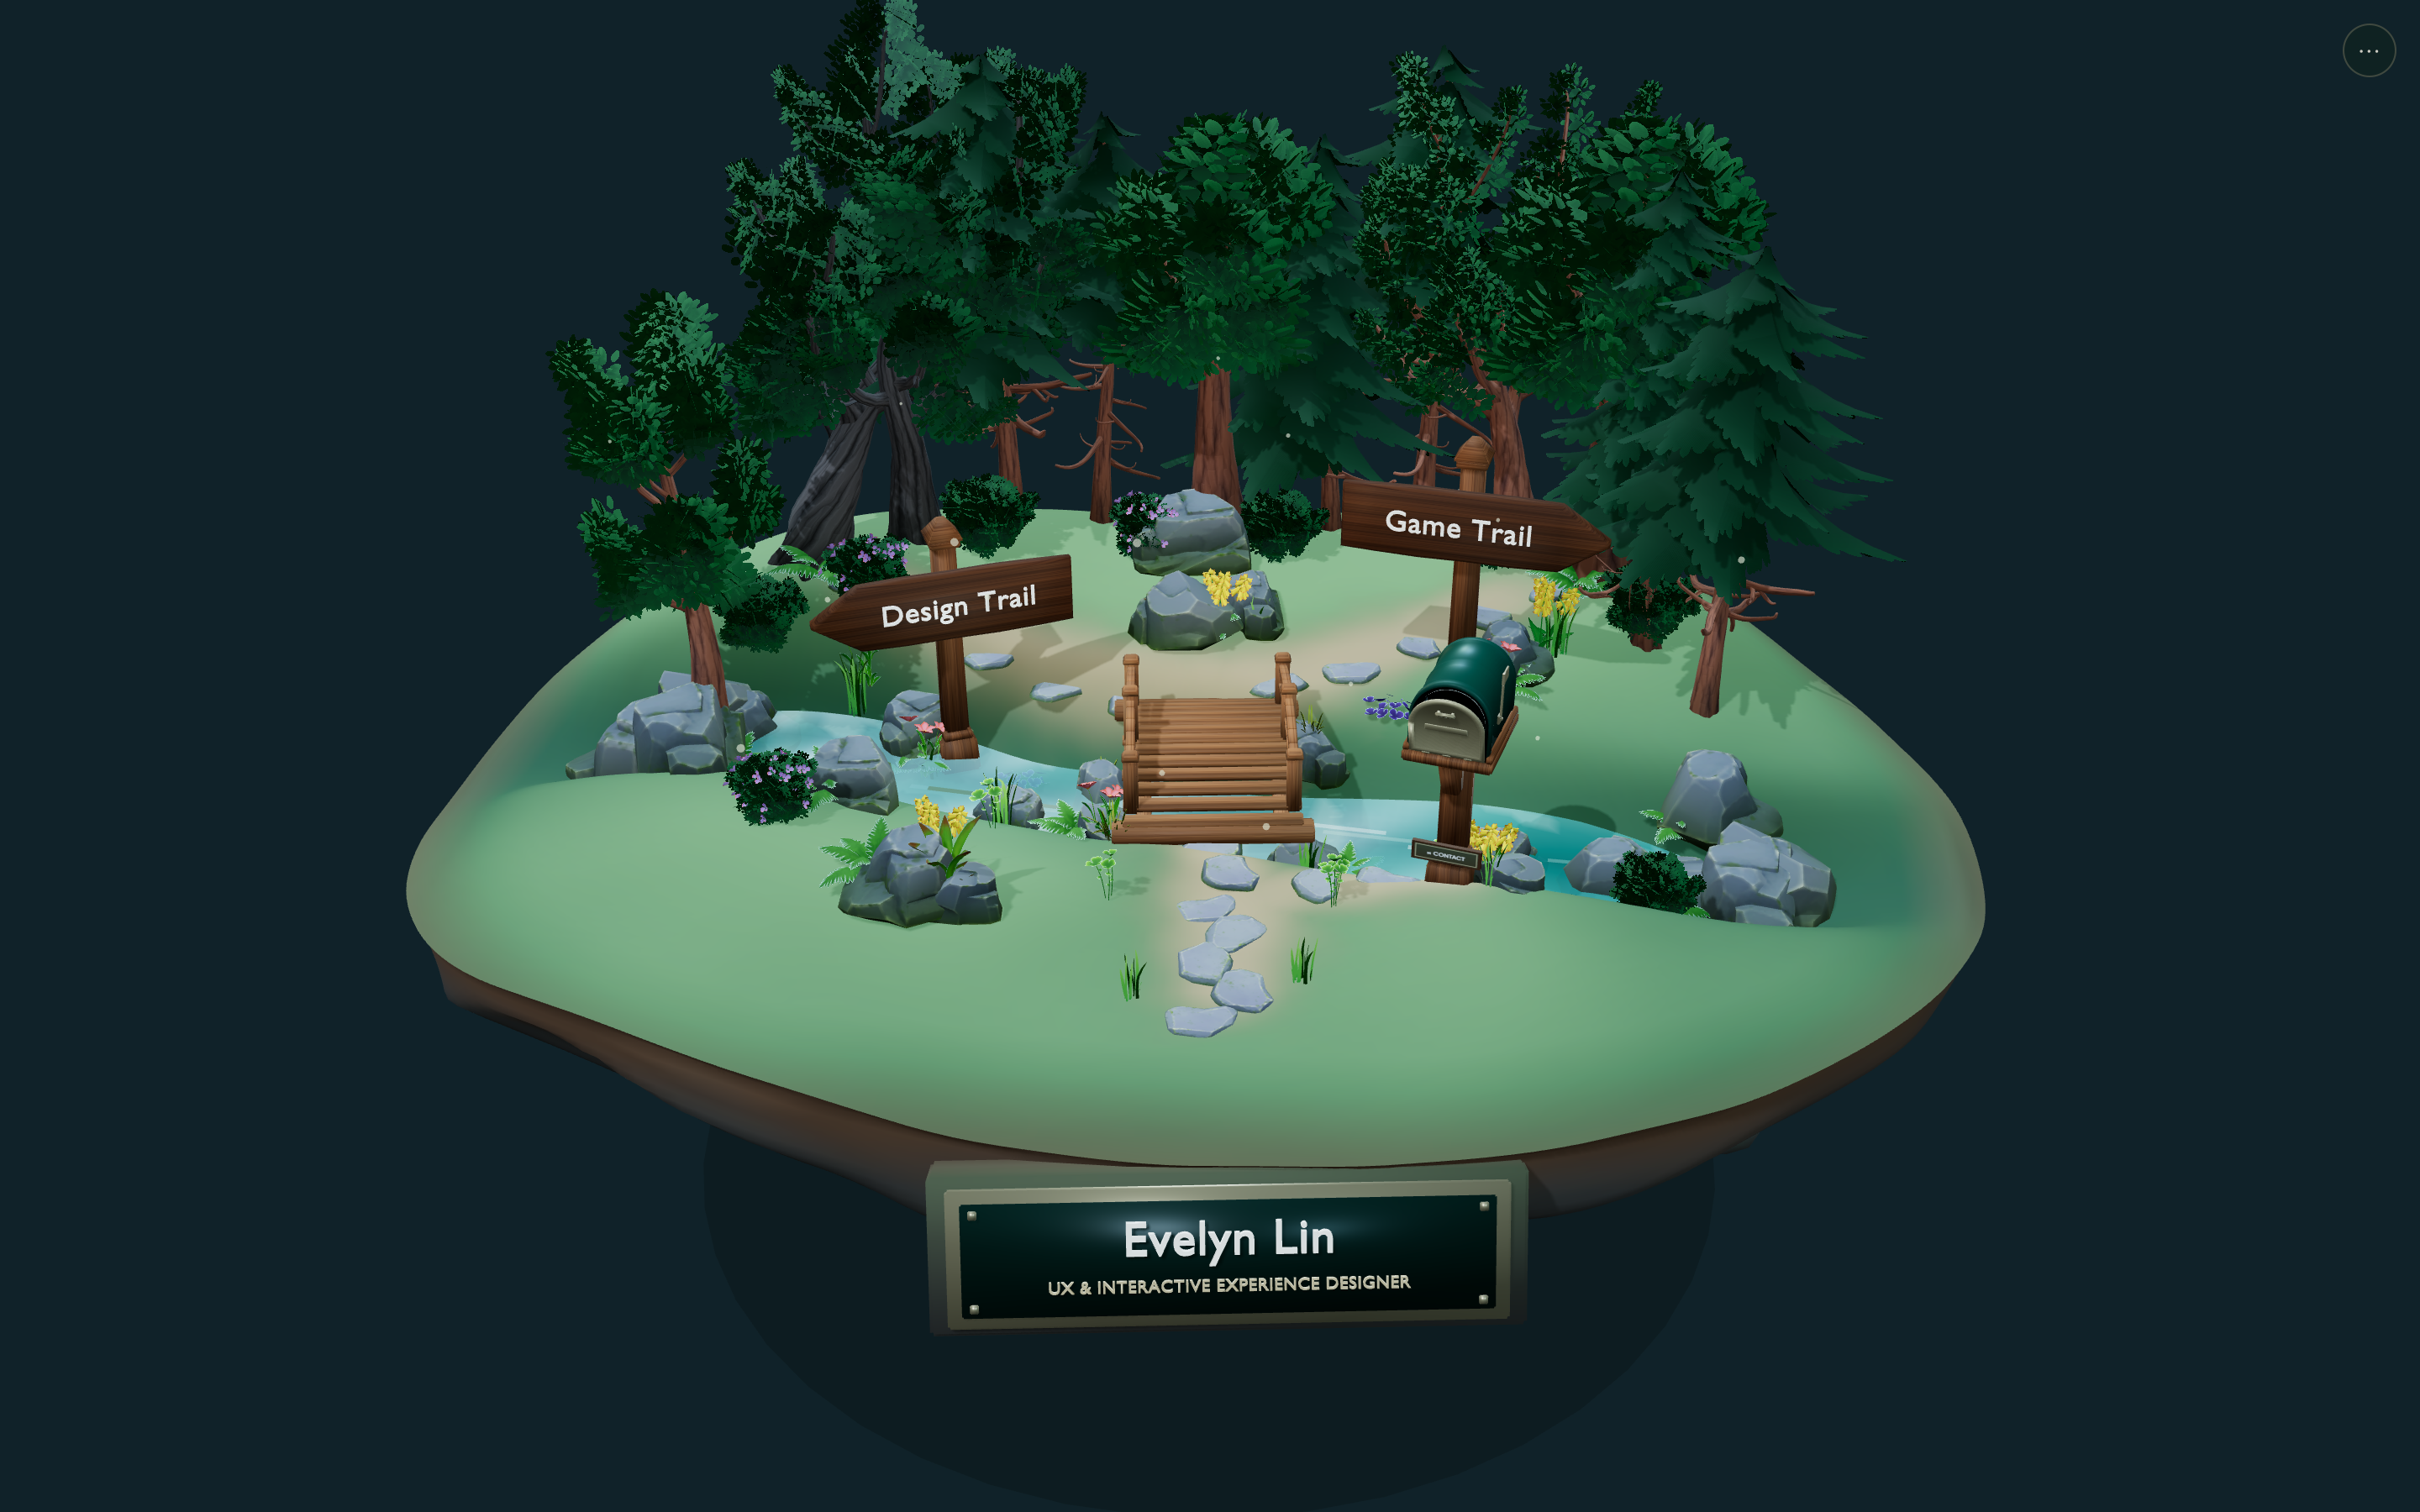 Game Trail
Design Trail
✉ CONTACT
Evelyn Lin
UX & INTERACTIVE EXPERIENCE DESIGNER